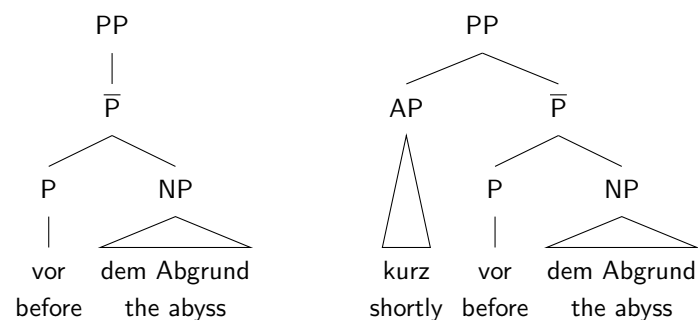 PP PP
P̅ AP P̅
P NP P NP
vor dem Abgrund kurz vor dem Abgrund
before the abyss shortly before the abyss